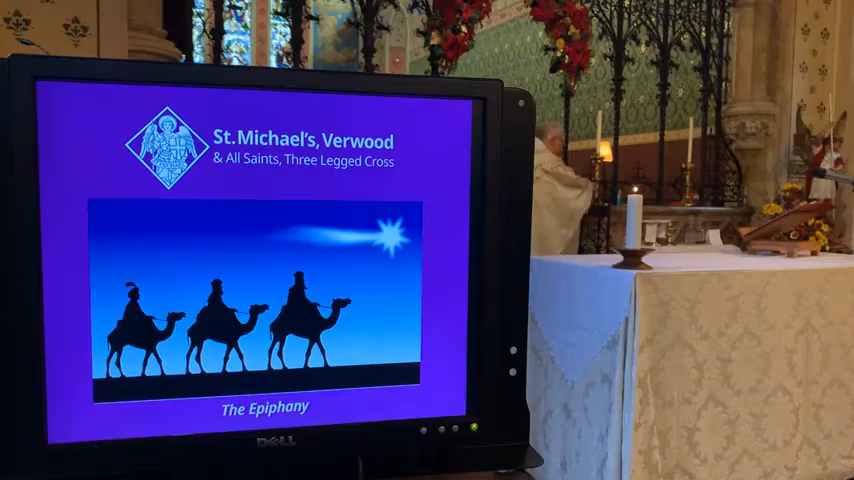 St. Michael's, Verwood
& All Saints, Three Legged Cross
The Epiphany
DELL